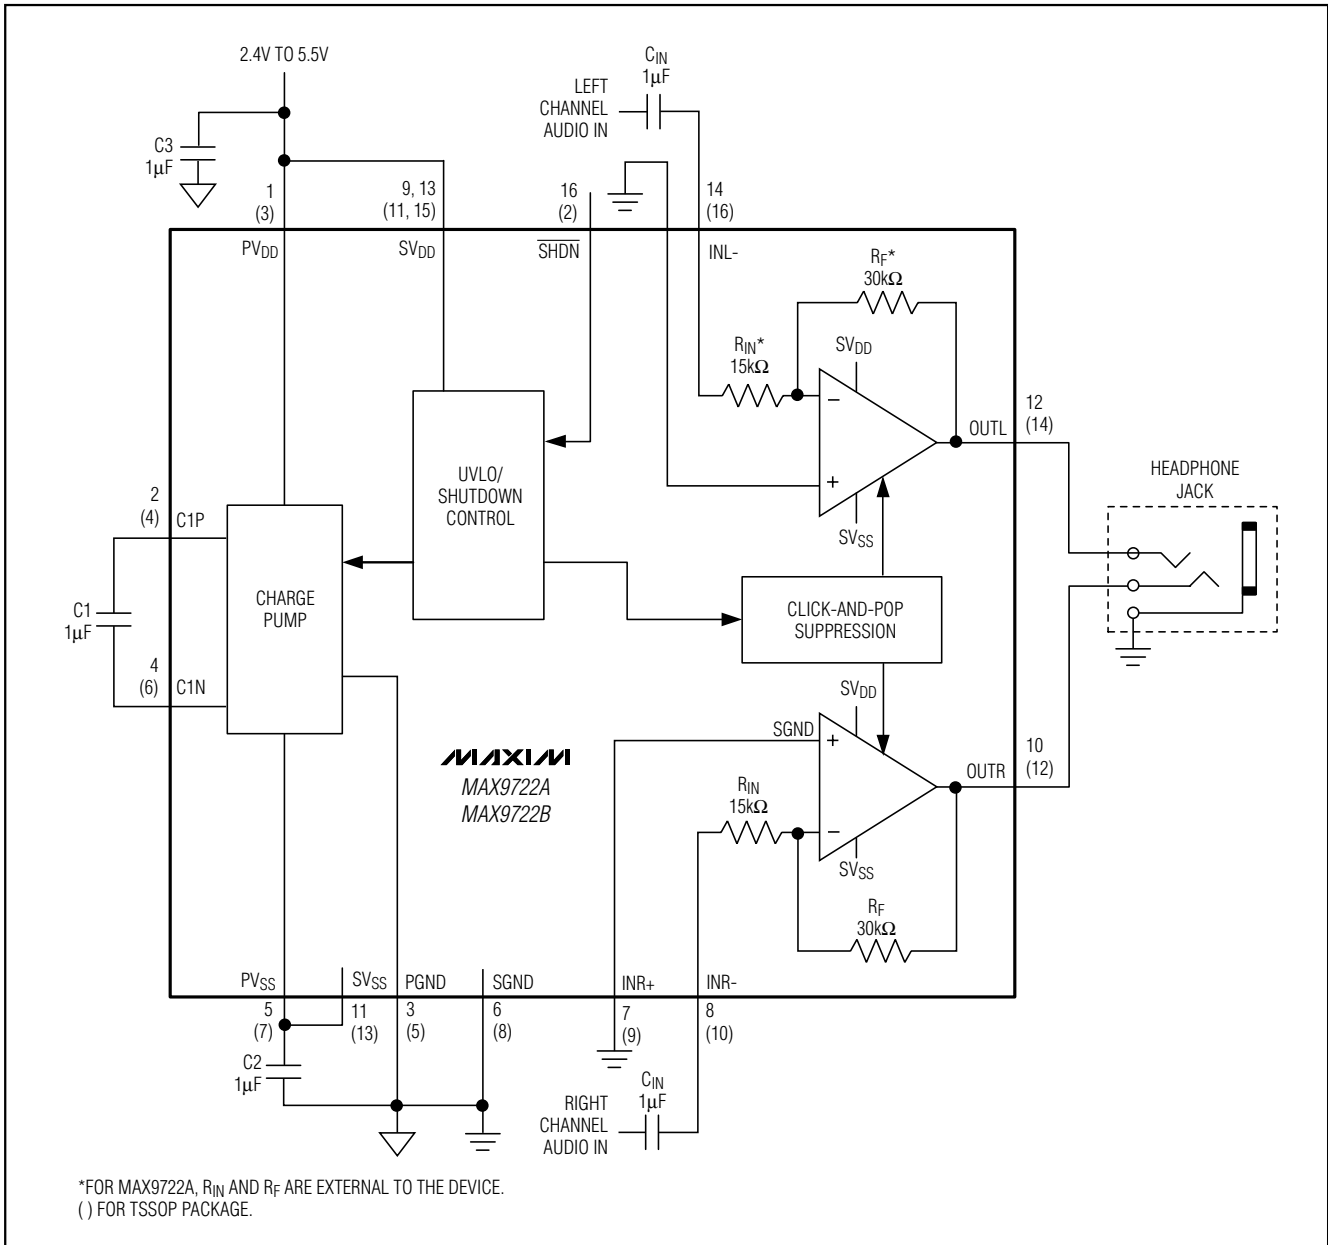 2.4V TO 5.5V
C3
1µF
1
(3)
9, 13
(11, 15)
16
(2)
LEFT
CHANNEL
AUDIO IN
CIN
1µF
14
(16)
PVDD
SVDD
SHDN
INL-
RF*
30kΩ
RIN*
15kΩ
SVDD
−
+
SVSS
OUTL
12
(14)
HEADPHONE
JACK
UVLO/
SHUTDOWN
CONTROL
2
(4)
C1P
C1
1µF
CHARGE
PUMP
4
(6)
C1N
CLICK-AND-POP
SUPPRESSION
MAXIM
MAX9722A
MAX9722B
SGND
SVDD
+
−
SVSS
RIN
15kΩ
RF
30kΩ
OUTR
10
(12)
PVSS
SVSS
PGND
SGND
INR+
INR-
5
(7)
11
(13)
3
(5)
6
(8)
7
(9)
8
(10)
C2
1µF
RIGHT
CHANNEL
AUDIO IN
CIN
1µF
*FOR MAX9722A, RIN AND RF ARE EXTERNAL TO THE DEVICE.
( ) FOR TSSOP PACKAGE.